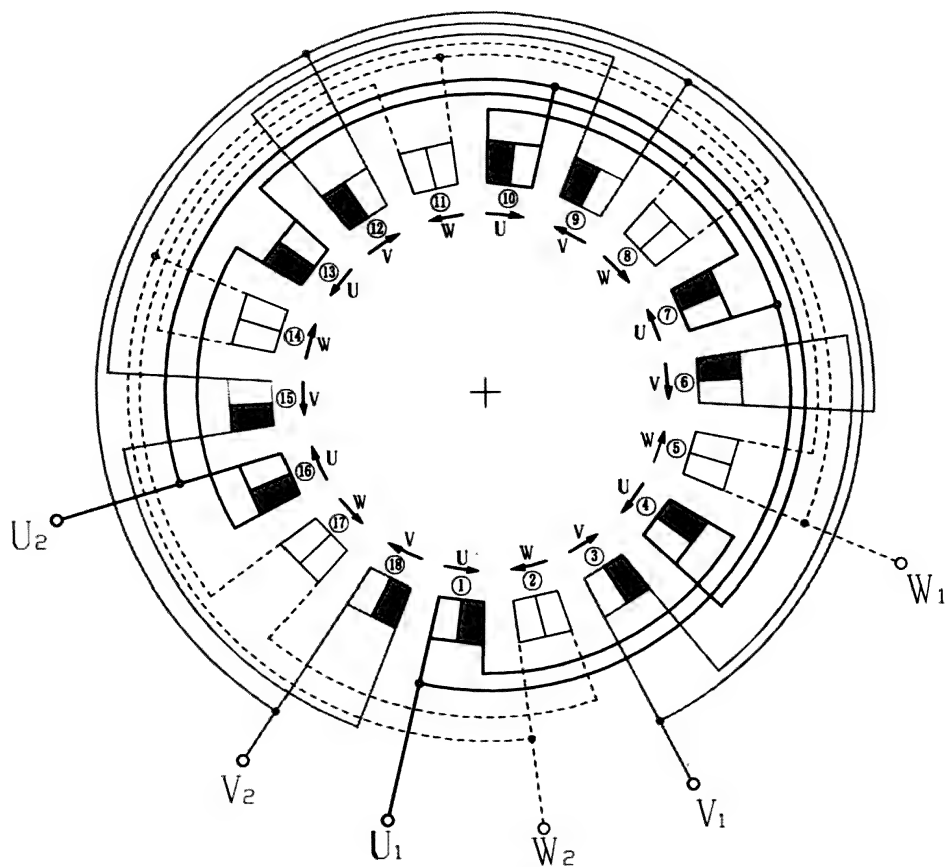 ⑫ ⑪ ⑩ ⑨
V W U V
⑬ ⑧
U W
⑭ ⑦
W U
⑮ V V ⑥
⑯ U W ⑤
U₂ ⑰ W U ④
⑱ V U W V ③
① ②
W₁
V₂ U₁ W₂ V₁